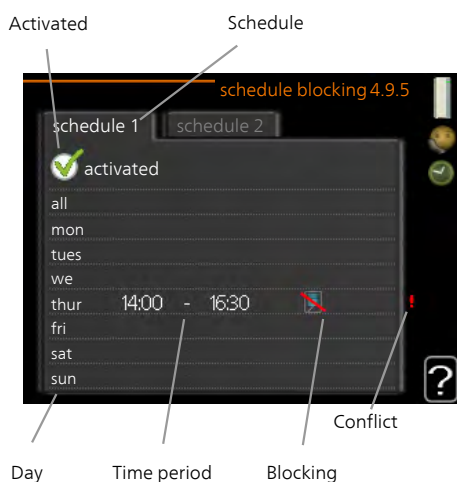 Activated Schedule
schedule blocking 4.9.5
schedule 1 schedule 2
activated
all
mon
tues
we
thur 14:00 - 16:30 !
fri
sat
sun
?
Conflict
Day Time period Blocking